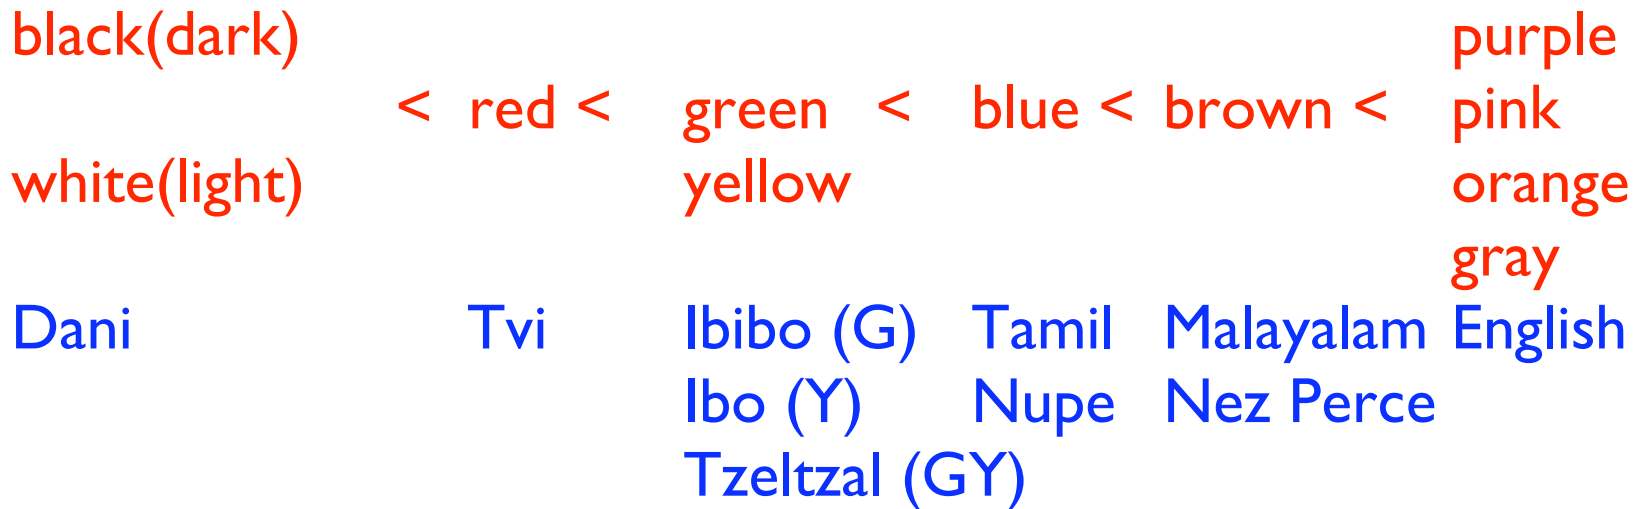 black(dark) purple
< red < green < blue < brown < pink
white(light) yellow orange
gray
Dani Tvi Ibibo (G) Tamil Malayalam English
Ibo (Y) Nupe Nez Perce
Tzeltzal (GY)